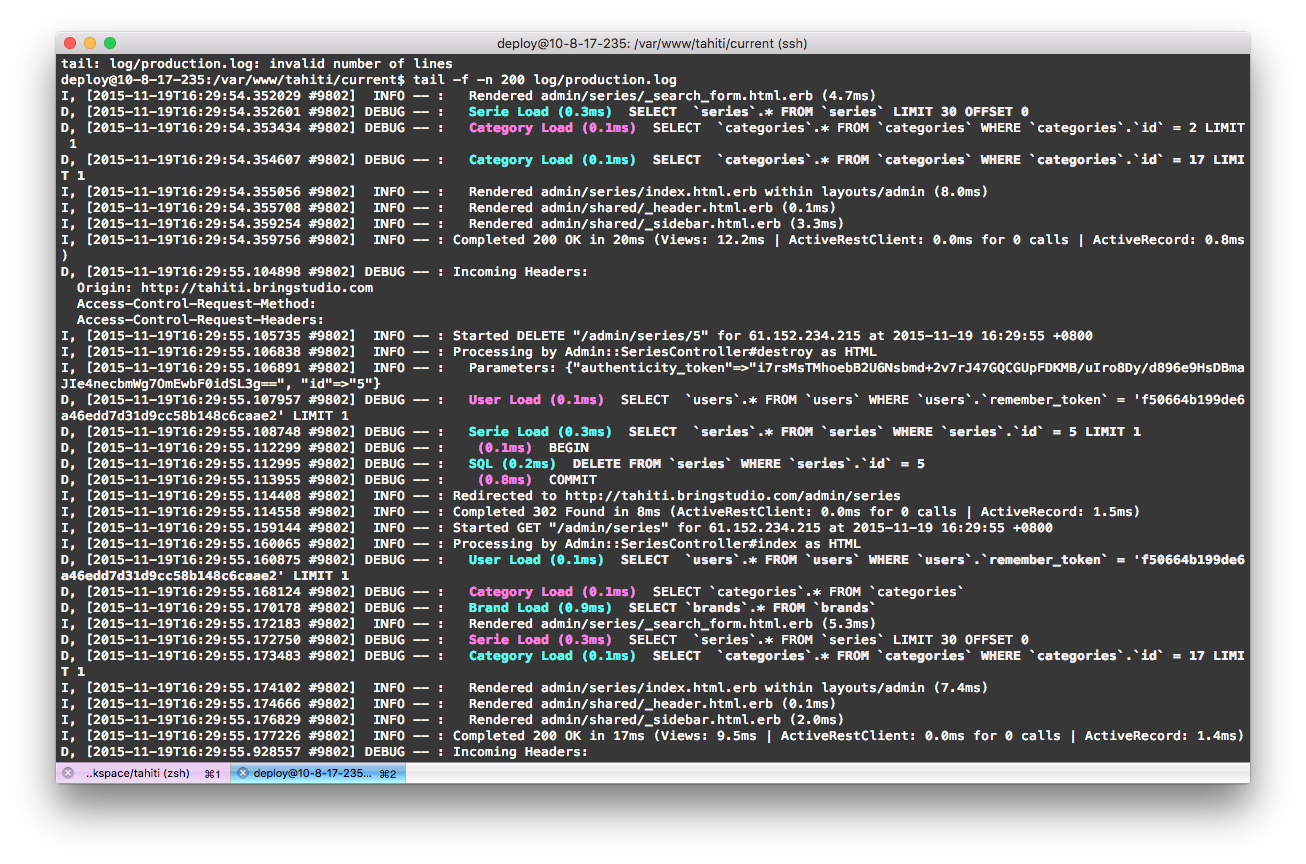 deploy@10-8-17-235: /var/www/tahiti/current (ssh)
tail: log/production.log: invalid number of lines
deploy@10-8-17-235:/var/www/tahiti/current$ tail -f -n 200 log/production.log
I, [2015-11-19T16:29:54.352029 #9802]  INFO -- :   Rendered admin/series/_search_form.html.erb (4.7ms)
D, [2015-11-19T16:29:54.352601 #9802] DEBUG -- :   Serie Load (0.3ms)  SELECT  `series`.* FROM `series` LIMIT 30 OFFSET 0
D, [2015-11-19T16:29:54.353434 #9802] DEBUG -- :   Category Load (0.1ms)  SELECT  `categories`.* FROM `categories` WHERE `categories`.`id` = 2 LIMIT
 1
D, [2015-11-19T16:29:54.354607 #9802] DEBUG -- :   Category Load (0.1ms)  SELECT  `categories`.* FROM `categories` WHERE `categories`.`id` = 17 LIMI
T 1
I, [2015-11-19T16:29:54.355056 #9802]  INFO -- :   Rendered admin/series/index.html.erb within layouts/admin (8.0ms)
I, [2015-11-19T16:29:54.355708 #9802]  INFO -- :   Rendered admin/shared/_header.html.erb (0.1ms)
I, [2015-11-19T16:29:54.359254 #9802]  INFO -- :   Rendered admin/shared/_sidebar.html.erb (3.3ms)
I, [2015-11-19T16:29:54.359756 #9802]  INFO -- : Completed 200 OK in 20ms (Views: 12.2ms | ActiveRestClient: 0.0ms for 0 calls | ActiveRecord: 0.8ms
)
D, [2015-11-19T16:29:55.104898 #9802] DEBUG -- : Incoming Headers:
  Origin: http://tahiti.bringstudio.com
  Access-Control-Request-Method:
  Access-Control-Request-Headers:
I, [2015-11-19T16:29:55.105735 #9802]  INFO -- : Started DELETE "/admin/series/5" for 61.152.234.215 at 2015-11-19 16:29:55 +0800
I, [2015-11-19T16:29:55.106838 #9802]  INFO -- : Processing by Admin::SeriesController#destroy as HTML
I, [2015-11-19T16:29:55.106891 #9802]  INFO -- :   Parameters: {"authenticity_token"=>"i7rsMsTMhoebB2U6Nsbmd+2v7rJ47GQCGUpFDKMB/uIro8Dy/d896e9HsDBma
JIe4necbmWg7OmEwbF0idSL3g==", "id"=>"5"}
D, [2015-11-19T16:29:55.107957 #9802] DEBUG -- :   User Load (0.1ms)  SELECT  `users`.* FROM `users` WHERE `users`.`remember_token` = 'f50664b199de6
a46edd7d31d9cc58b148c6caae2' LIMIT 1
D, [2015-11-19T16:29:55.108748 #9802] DEBUG -- :   Serie Load (0.3ms)  SELECT  `series`.* FROM `series` WHERE `series`.`id` = 5 LIMIT 1
D, [2015-11-19T16:29:55.112299 #9802] DEBUG -- :    (0.1ms)  BEGIN
D, [2015-11-19T16:29:55.112995 #9802] DEBUG -- :   SQL (0.2ms)  DELETE FROM `series` WHERE `series`.`id` = 5
D, [2015-11-19T16:29:55.113955 #9802] DEBUG -- :    (0.8ms)  COMMIT
I, [2015-11-19T16:29:55.114408 #9802]  INFO -- : Redirected to http://tahiti.bringstudio.com/admin/series
I, [2015-11-19T16:29:55.114558 #9802]  INFO -- : Completed 302 Found in 8ms (ActiveRestClient: 0.0ms for 0 calls | ActiveRecord: 1.5ms)
I, [2015-11-19T16:29:55.159144 #9802]  INFO -- : Started GET "/admin/series" for 61.152.234.215 at 2015-11-19 16:29:55 +0800
I, [2015-11-19T16:29:55.160065 #9802]  INFO -- : Processing by Admin::SeriesController#index as HTML
D, [2015-11-19T16:29:55.160875 #9802] DEBUG -- :   User Load (0.1ms)  SELECT  `users`.* FROM `users` WHERE `users`.`remember_token` = 'f50664b199de6
a46edd7d31d9cc58b148c6caae2' LIMIT 1
D, [2015-11-19T16:29:55.168124 #9802] DEBUG -- :   Category Load (0.1ms)  SELECT `categories`.* FROM `categories`
D, [2015-11-19T16:29:55.170178 #9802] DEBUG -- :   Brand Load (0.9ms)  SELECT `brands`.* FROM `brands`
I, [2015-11-19T16:29:55.172183 #9802]  INFO -- :   Rendered admin/series/_search_form.html.erb (5.3ms)
D, [2015-11-19T16:29:55.172750 #9802] DEBUG -- :   Serie Load (0.3ms)  SELECT  `series`.* FROM `series` LIMIT 30 OFFSET 0
D, [2015-11-19T16:29:55.173483 #9802] DEBUG -- :   Category Load (0.1ms)  SELECT  `categories`.* FROM `categories` WHERE `categories`.`id` = 17 LIMI
T 1
I, [2015-11-19T16:29:55.174102 #9802]  INFO -- :   Rendered admin/series/index.html.erb within layouts/admin (7.4ms)
I, [2015-11-19T16:29:55.174666 #9802]  INFO -- :   Rendered admin/shared/_header.html.erb (0.1ms)
I, [2015-11-19T16:29:55.176829 #9802]  INFO -- :   Rendered admin/shared/_sidebar.html.erb (2.0ms)
I, [2015-11-19T16:29:55.177226 #9802]  INFO -- : Completed 200 OK in 17ms (Views: 9.5ms | ActiveRestClient: 0.0ms for 0 calls | ActiveRecord: 1.4ms)
D, [2015-11-19T16:29:55.928557 #9802] DEBUG -- : Incoming Headers:
..kspace/tahiti (zsh) ⌘1 deploy@10-8-17-235... ⌘2